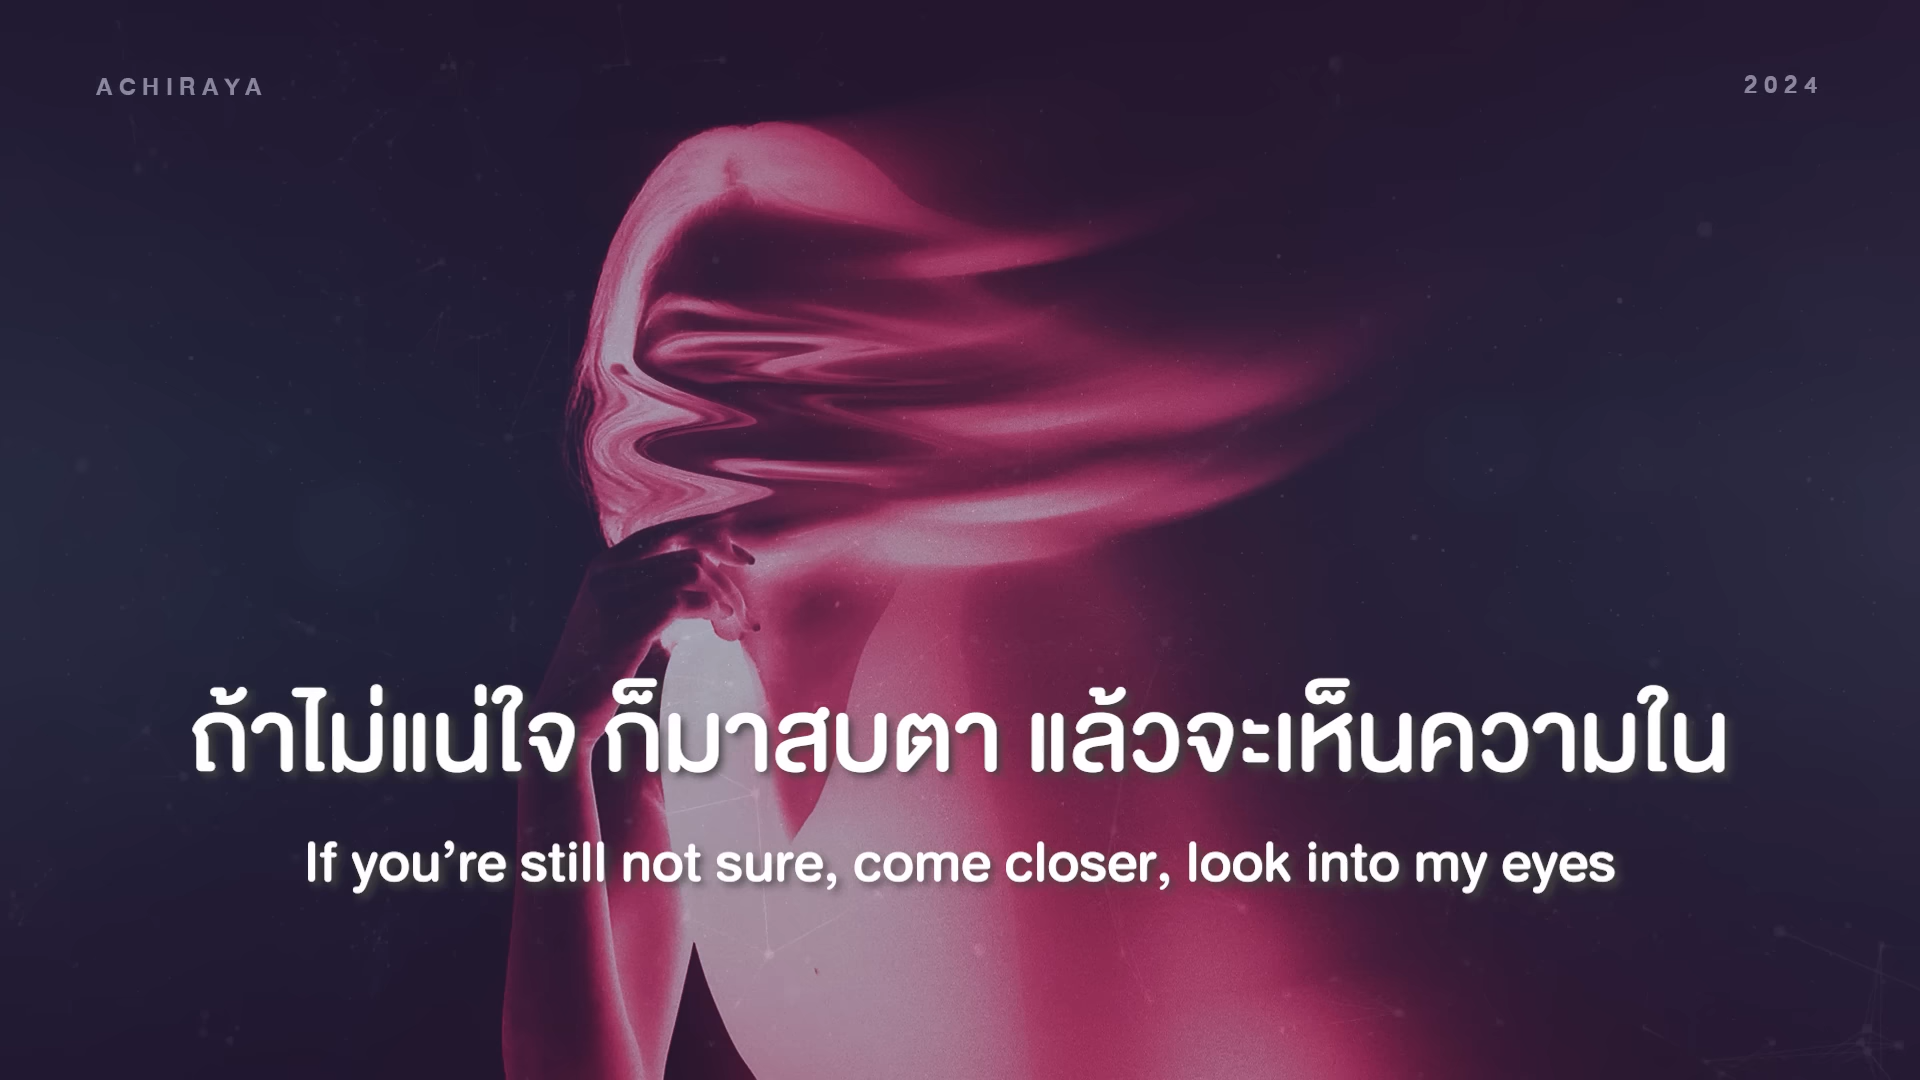 ACHIRAYA
2024
ถ้าไม่แน่ใจ ก็มาสบตา แล้วจะเห็นความใน
If you’re still not sure, come closer, look into my eyes